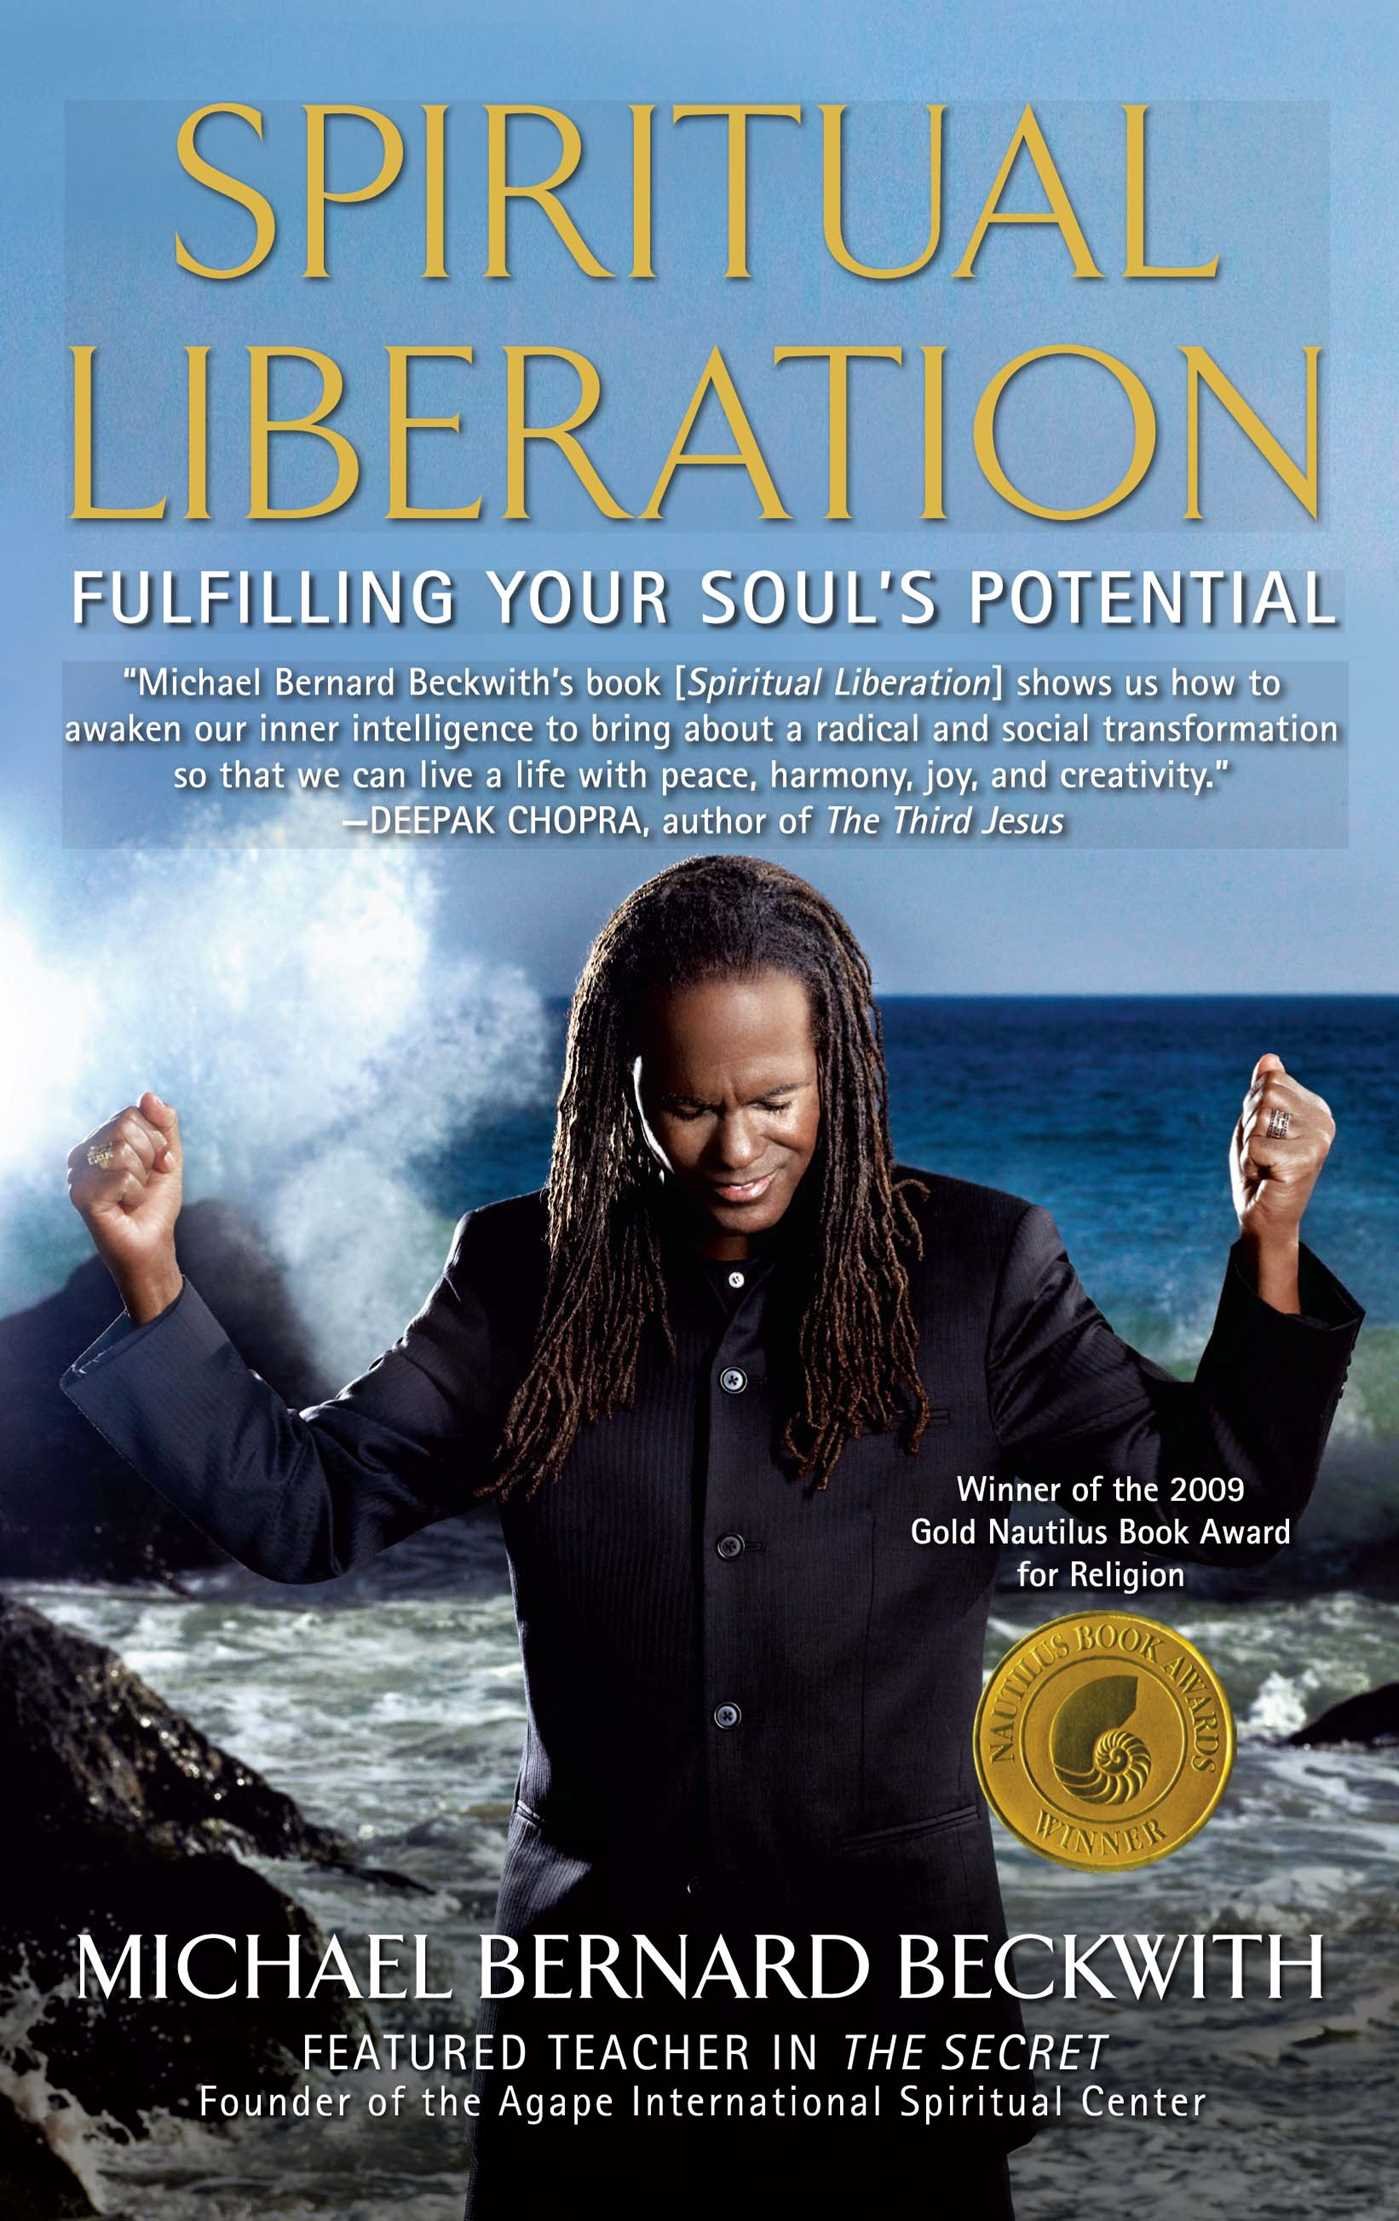 SPIRITUAL
LIBERATION
FULFILLING YOUR SOUL'S POTENTIAL
“Michael Bernard Beckwith's book [Spiritual Liberation] shows us how to
awaken our inner intelligence to bring about a radical and social transformation
so that we can live a life with peace, harmony, joy, and creativity.”
—DEEPAK CHOPRA, author of The Third Jesus
Winner of the 2009
Gold Nautilus Book Award
for Religion
NAUTILUS BOOK AWARDS
WINNER
MICHAEL BERNARD BECKWITH
FEATURED TEACHER IN THE SECRET
Founder of the Agape International Spiritual Center